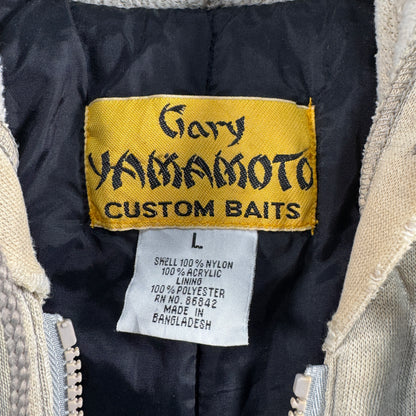 Gary
YAMAMOTO
CUSTOM BAITS
L
SHELL 100% NYLON
100% ACRYLIC
LINING
100% POLYESTER
RN NO. 86842
MADE IN
BANGLADESH